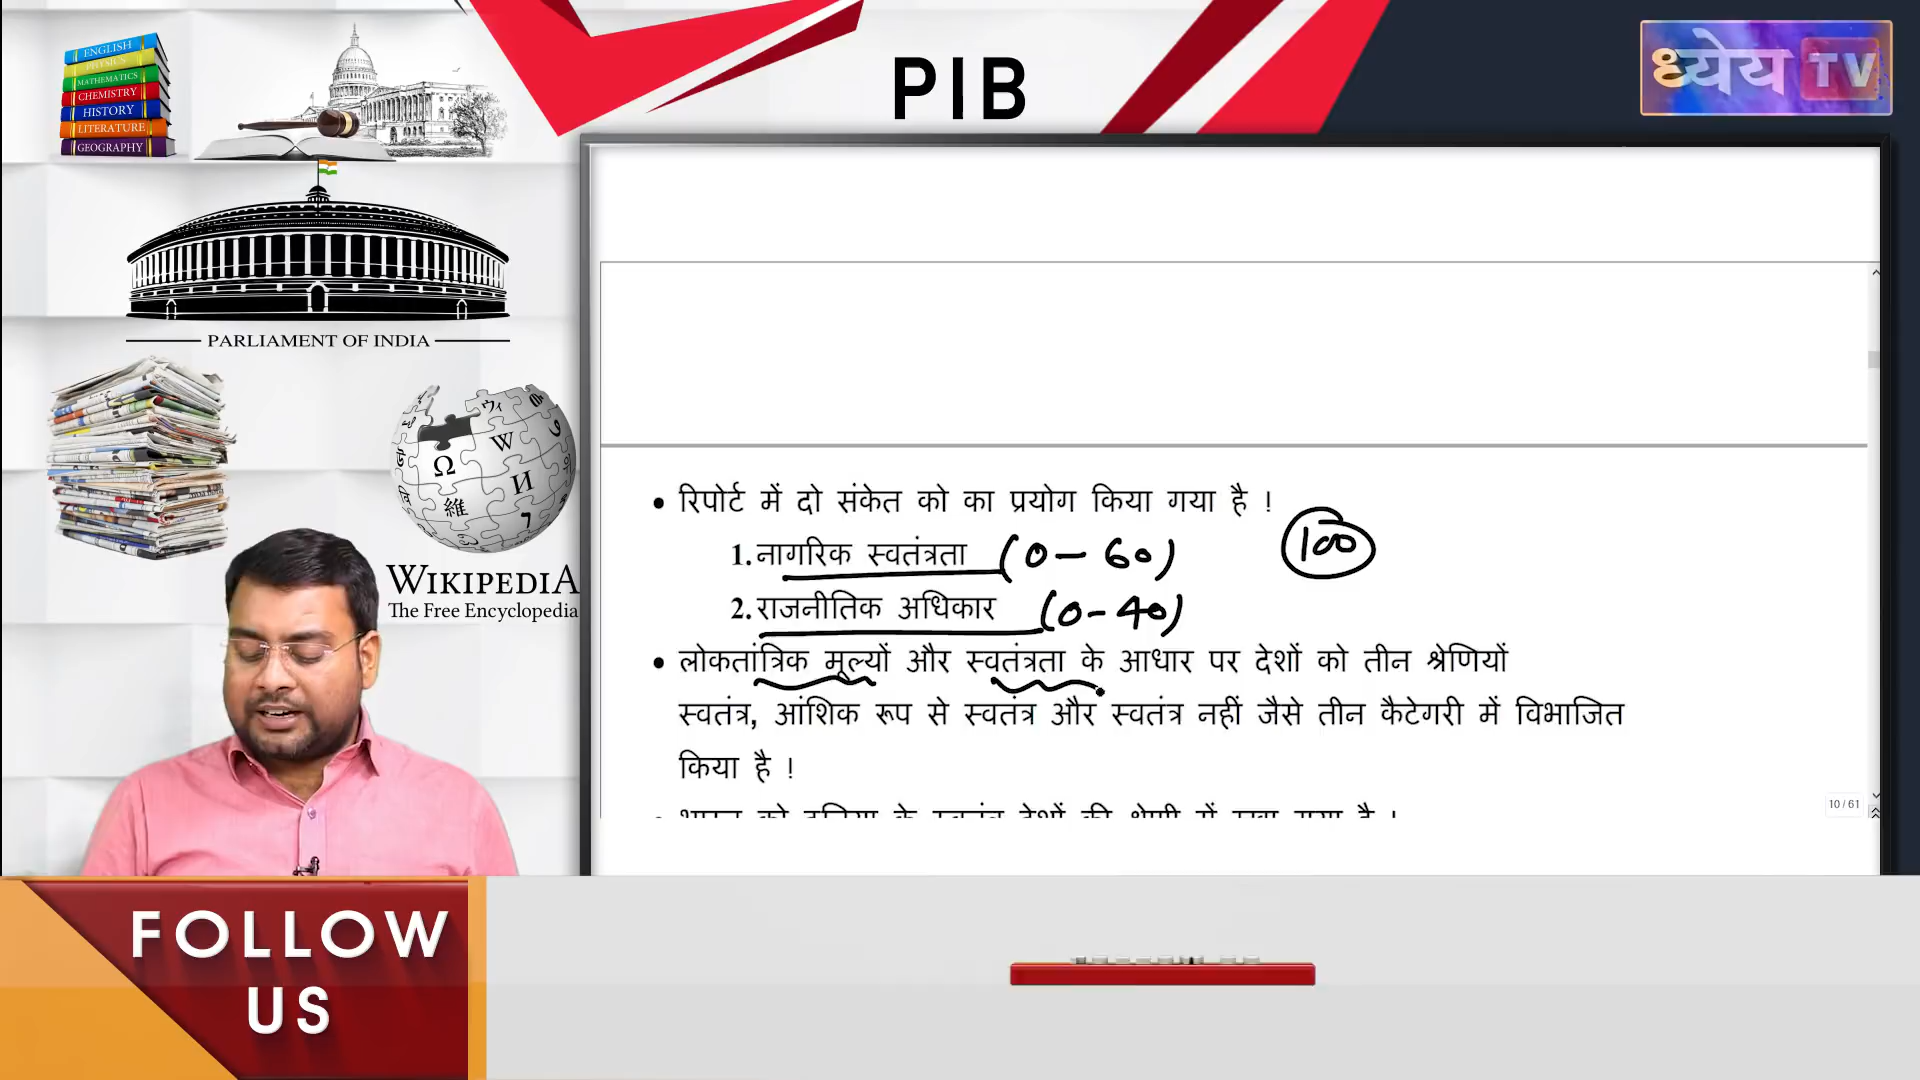 ENGLISH
PHYSICS
MATHEMATICS
CHEMISTRY
HISTORY
LITERATURE
GEOGRAPHY
PIB
ध्येय TV
PARLIAMENT OF INDIA
WIKIPEDIA
The Free Encyclopedia
• रिपोर्ट में दो संकेत को का प्रयोग किया गया है !
100
1. नागरिक स्वतंत्रता (0 – 60)
2. राजनीतिक अधिकार (0 - 40)
• लोकतांत्रिक मूल्यों और स्वतंत्रता के आधार पर देशों को तीन श्रेणियों
स्वतंत्र, आंशिक रूप से स्वतंत्र और स्वतंत्र नहीं जैसे तीन कैटेगरी में विभाजित
किया है !
10 / 61
FOLLOW
US